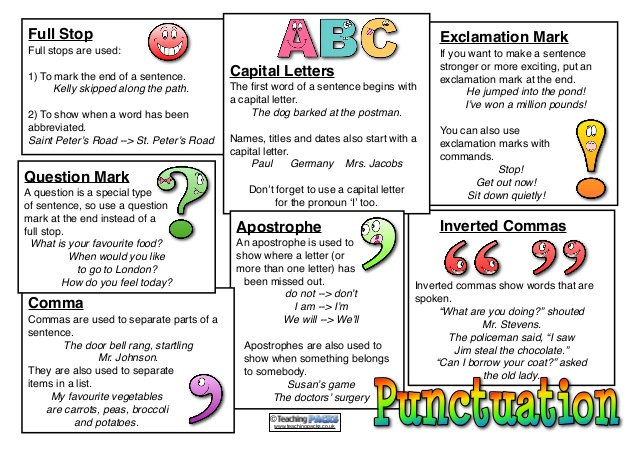 Full Stop
Full stops are used:
1) To mark the end of a sentence.
Kelly skipped along the path.
2) To show when a word has been
abbreviated.
Saint Peter's Road --> St. Peter's Road
ABC
Capital Letters
The first word of a sentence begins with
a capital letter.
The dog barked at the postman.
Names, titles and dates also start with a
capital letter.
Paul Germany Mrs. Jacobs
Don't forget to use a capital letter
for the pronoun 'I' too.
Exclamation Mark
If you want to make a sentence
stronger or more exciting, put an
exclamation mark at the end.
He jumped into the pond!
I've won a million pounds!
You can also use
exclamation marks with
commands.
Stop!
Get out now!
Sit down quietly!
Question Mark
A question is a special type
of sentence, so use a question
mark at the end instead of a
full stop.
What is your favourite food?
When would you like
to go to London?
How do you feel today?
Apostrophe
An apostrophe is used to
show where a letter (or
more than one letter) has
been missed out.
do not --> don't
I am --> I'm
We will --> We'll
Apostrophes are also used to
show when something belongs
to somebody.
Susan's game
The doctors' surgery
Inverted Commas
Inverted commas show words that are
spoken.
“What are you doing?” shouted
Mr. Stevens.
The policeman said, “I saw
Jim steal the chocolate.”
“Can I borrow your coat?” asked
the old lady.
Comma
Commas are used to separate parts of a
sentence.
The door bell rang, startling
Mr. Johnson.
They are also used to separate
items in a list.
My favourite vegetables
are carrots, peas, broccoli
and potatoes.
© Teaching Packs
www.teachingpacks.co.uk
Punctuation